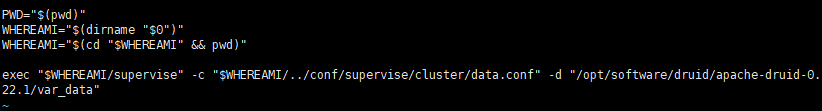 PWD="$(pwd)"
WHEREAMI="$(dirname "$0")"
WHEREAMI="$(cd "$WHEREAMI" && pwd)"
exec "$WHEREAMI/supervise" -c "$WHEREAMI/../conf/supervise/cluster/data.conf" -d "/opt/software/druid/apache-druid-0.
22.1/var_data"
~